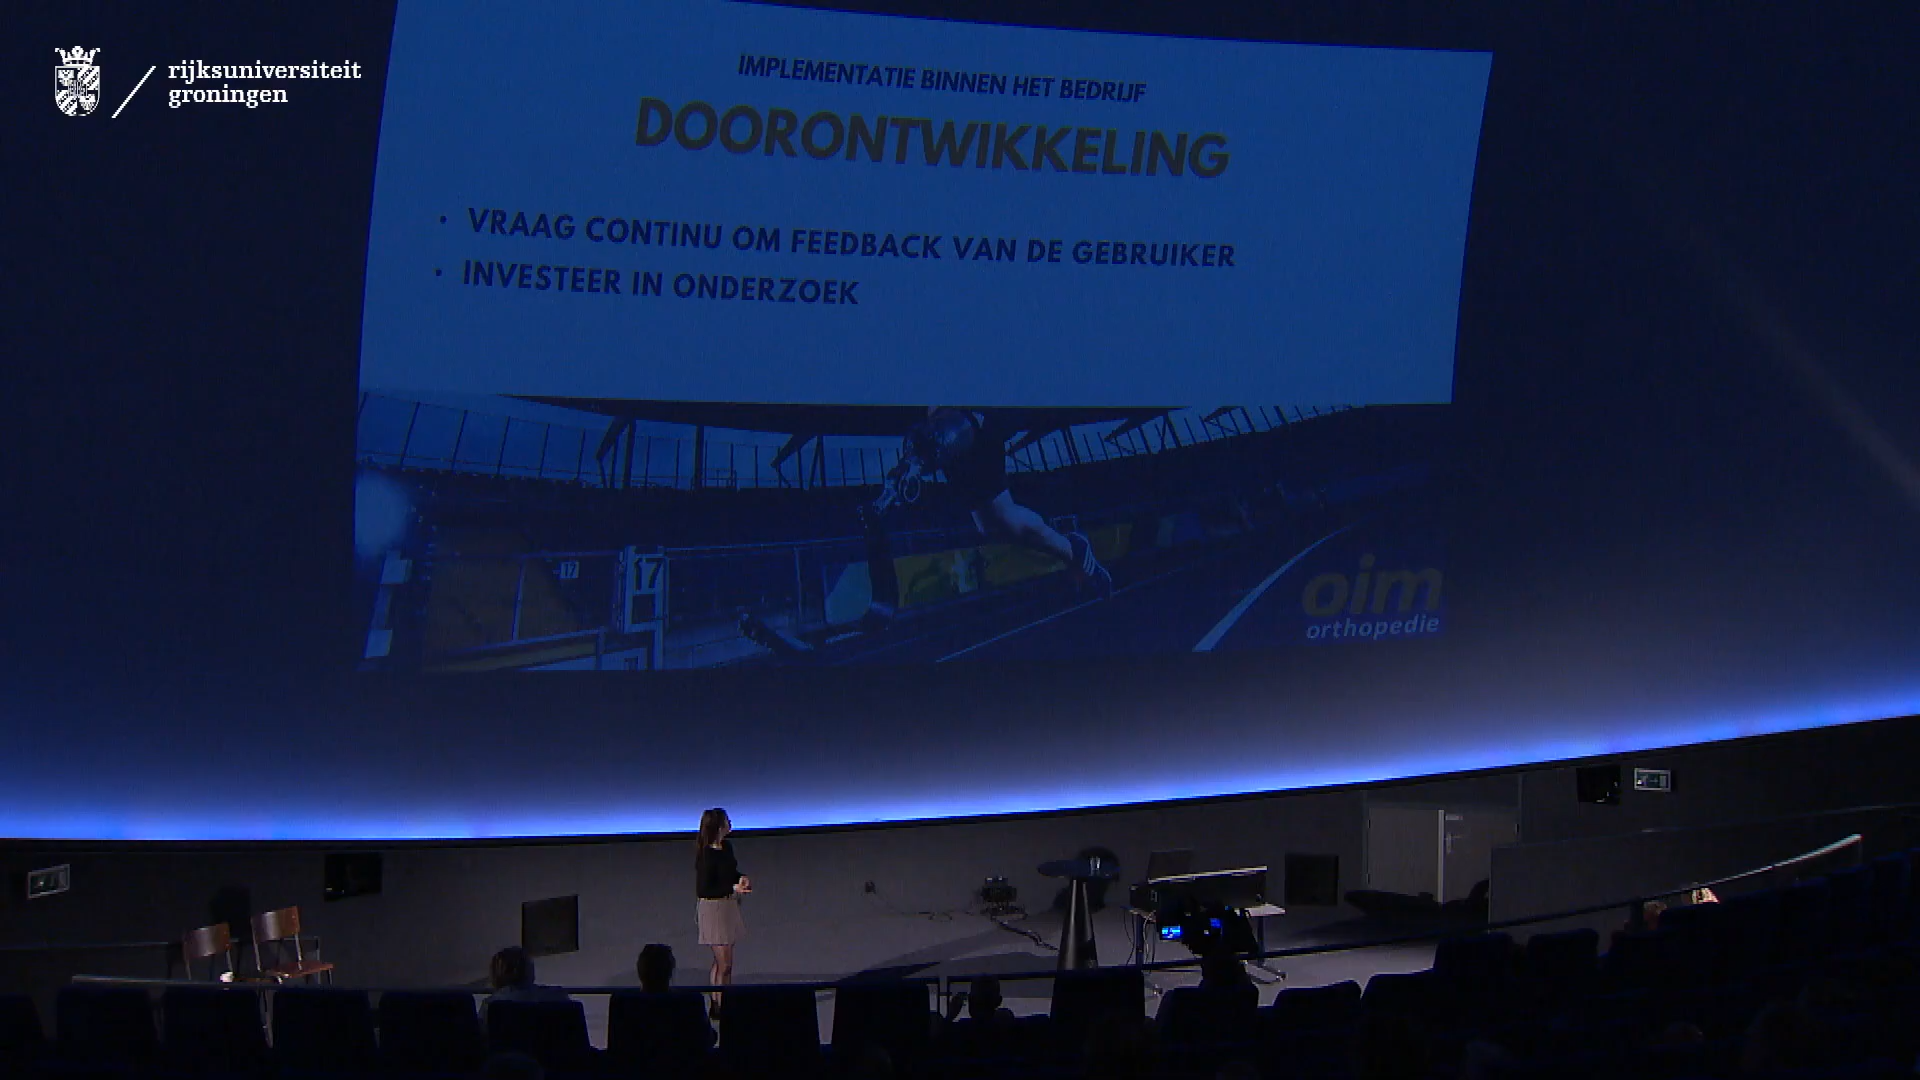 rijksuniversiteit
groningen
IMPLEMENTATIE BINNEN HET BEDRIJF
DOORONTWIKKELING
• VRAAG CONTINU OM FEEDBACK VAN DE GEBRUIKER
• INVESTEER IN ONDERZOEK
17
17
oim
orthopedie